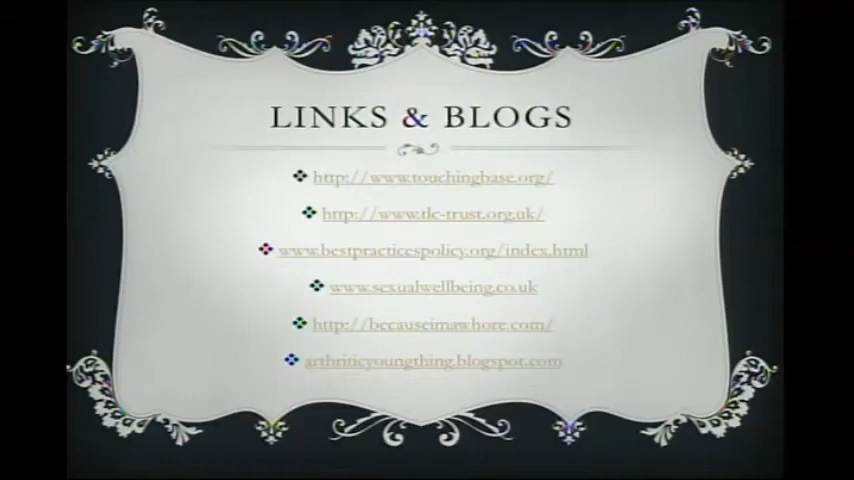 LINKS & BLOGS
http://www.touchingbase.org/
http://www.tlc-trust.org.uk/
www.bestpracticespolicy.org/index.html
www.sexualwellbeing.co.uk
http://becauseimawhore.com/
arthriticyoungthing.blogspot.com